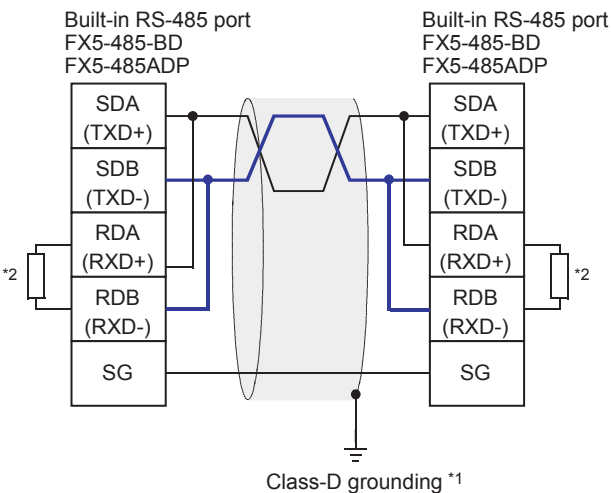 Built-in RS-485 port
FX5-485-BD
FX5-485ADP
Built-in RS-485 port
FX5-485-BD
FX5-485ADP
SDA
(TXD+)
SDB
(TXD-)
RDA
(RXD+)
RDB
(RXD-)
SG
*2
SDA
(TXD+)
SDB
(TXD-)
RDA
(RXD+)
RDB
(RXD-)
SG
*2
Class-D grounding *1